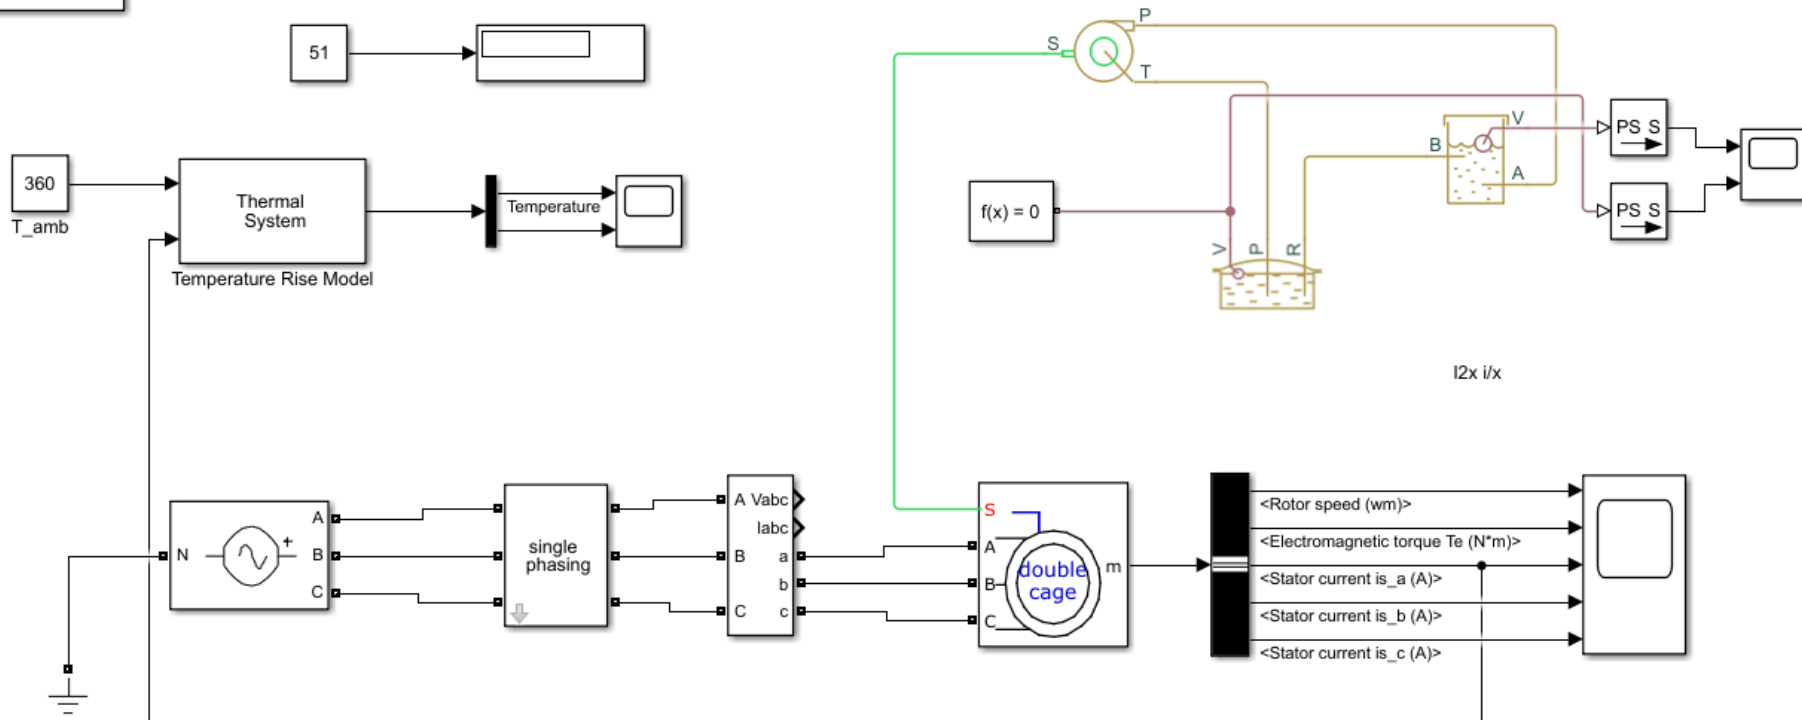 51
360
T_amb
Thermal
System
Temperature Rise Model
Temperature
S
P
T
f(x) = 0
V
P
R
B
V
A
PS S
PS S
I2x i/x
N
A
B
C
single
phasing
A Vabc
Iabc
B a
b
C c
S
A
B
C
double
cage
m
<Rotor speed (wm)>
<Electromagnetic torque Te (N*m)>
<Stator current is_a (A)>
<Stator current is_b (A)>
<Stator current is_c (A)>